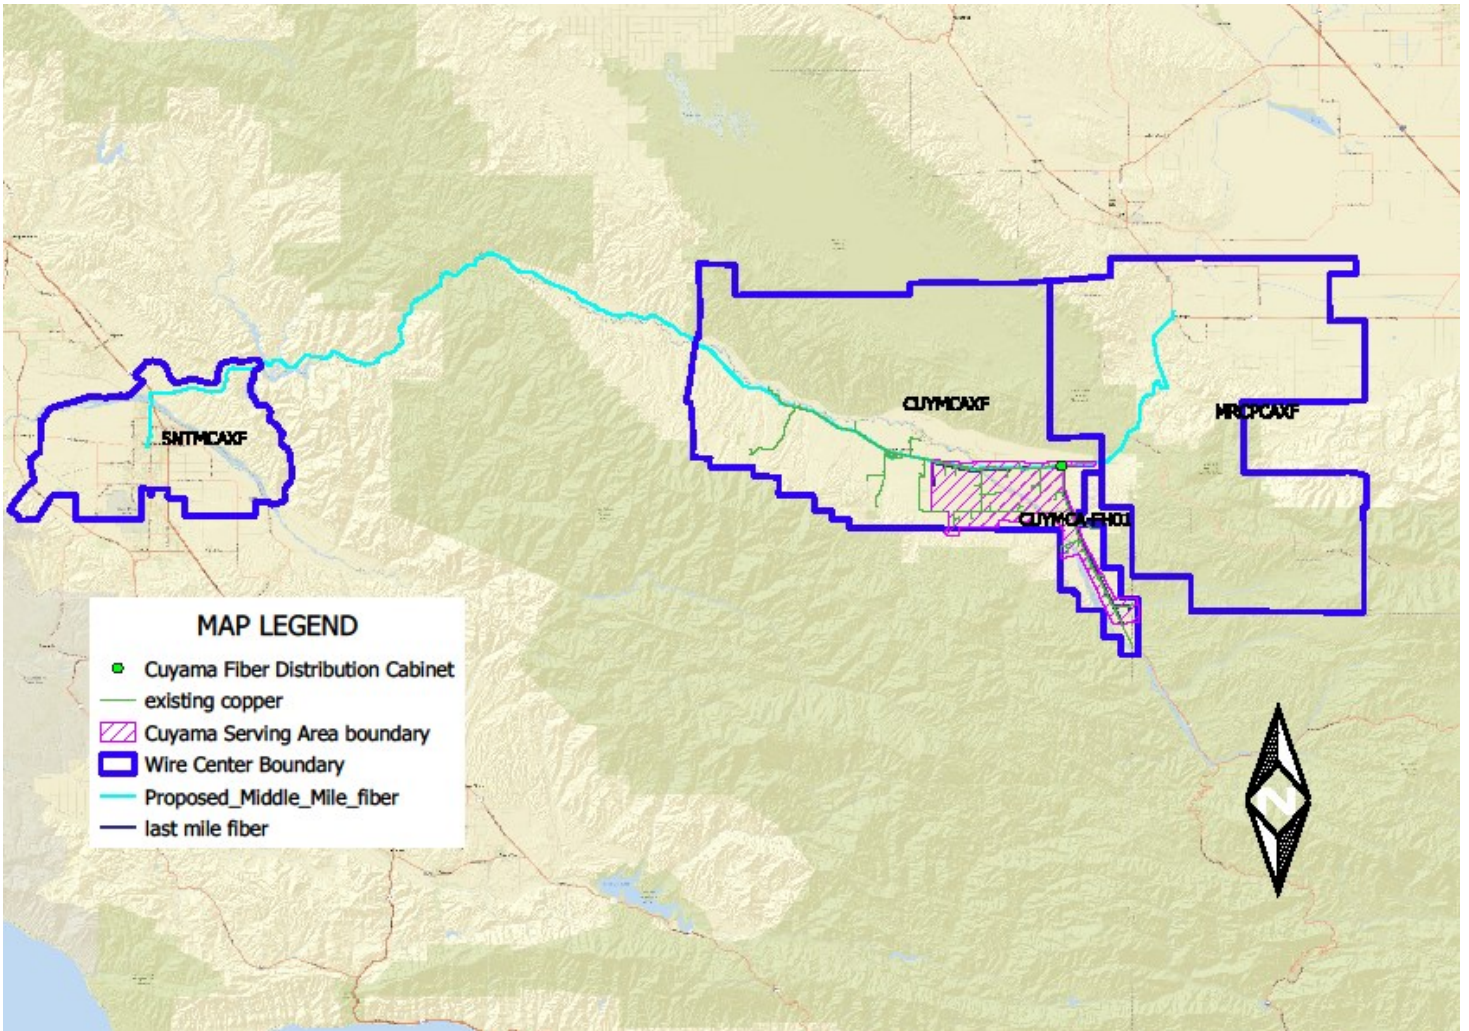 CUYMCAXF
MRCPCAXF
SNTMCAXF
CUYMCA-FH01
MAP LEGEND
Cuyama Fiber Distribution Cabinet
existing copper
Cuyama Serving Area boundary
Wire Center Boundary
Proposed_Middle_Mile_fiber
last mile fiber
N